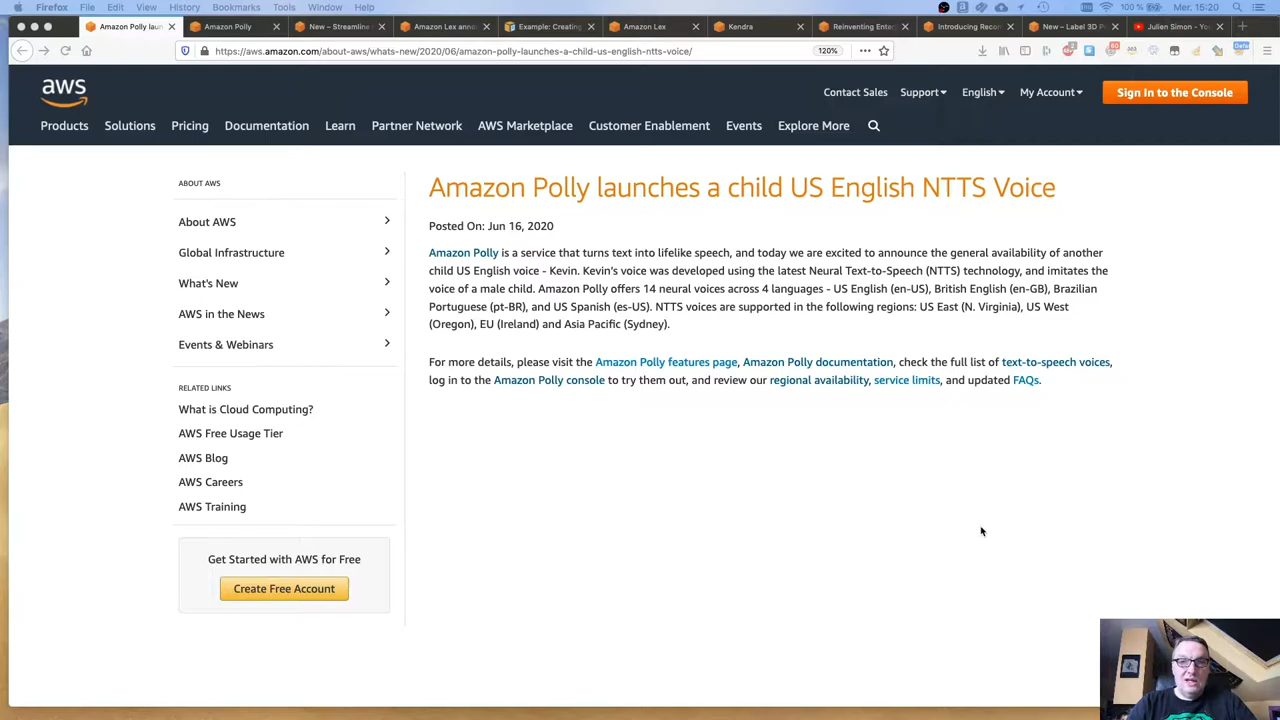 Firefox File Edit View History Bookmarks Tools Window Help 100 % Mer. 15:20
Amazon Polly laun Amazon Polly New – Streamline Amazon Lex anno Example: Creating Amazon Lex Kendra Reinventing Ente Introducing Recor New – Label 3D P Julien Simon - Yo
https://aws.amazon.com/about-aws/whats-new/2020/06/amazon-polly-launches-a-child-us-english-ntts-voice/ 120%
aws
Contact Sales Support English My Account Sign In to the Console
Products Solutions Pricing Documentation Learn Partner Network AWS Marketplace Customer Enablement Events Explore More
ABOUT AWS
About AWS
Global Infrastructure
What's New
AWS in the News
Events & Webinars
RELATED LINKS
What is Cloud Computing?
AWS Free Usage Tier
AWS Blog
AWS Careers
AWS Training
Get Started with AWS for Free
Create Free Account
Amazon Polly launches a child US English NTTS Voice
Posted On: Jun 16, 2020
Amazon Polly is a service that turns text into lifelike speech, and today we are excited to announce the general availability of another
child US English voice - Kevin. Kevin's voice was developed using the latest Neural Text-to-Speech (NTTS) technology, and imitates the
voice of a male child. Amazon Polly offers 14 neural voices across 4 languages - US English (en-US), British English (en-GB), Brazilian
Portuguese (pt-BR), and US Spanish (es-US). NTTS voices are supported in the following regions: US East (N. Virginia), US West
(Oregon), EU (Ireland) and Asia Pacific (Sydney).
For more details, please visit the Amazon Polly features page, Amazon Polly documentation, check the full list of text-to-speech voices,
log in to the Amazon Polly console to try them out, and review our regional availability, service limits, and updated FAQs.